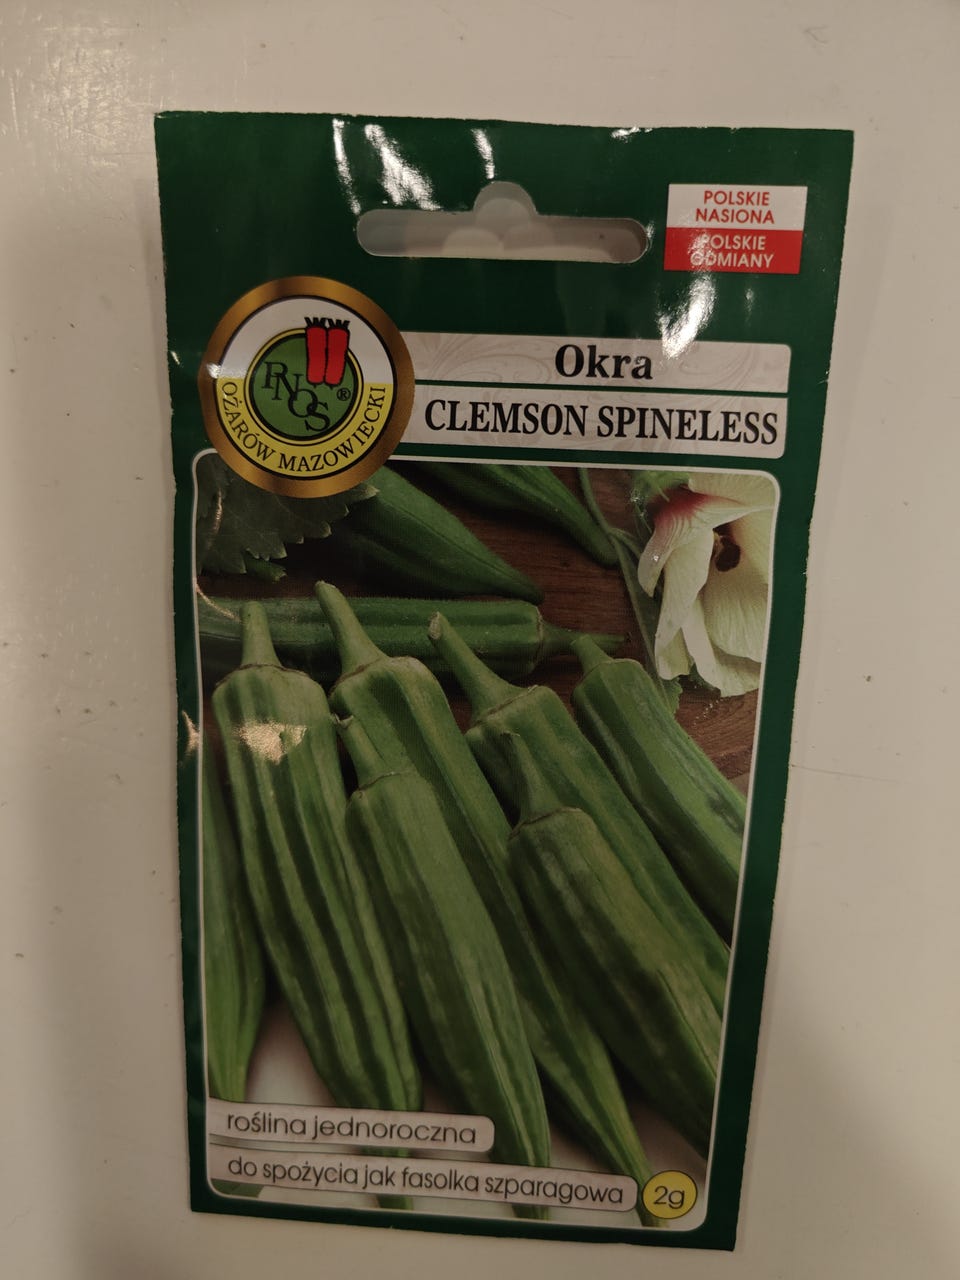 POLSKIE
NASIONA
POLSKIE
ODMIANY
PNOS®
OŻARÓW MAZOWIECKI
Okra
CLEMSON SPINELESS
roślina jednoroczna
do spożycia jak fasolka szparagowa
2g